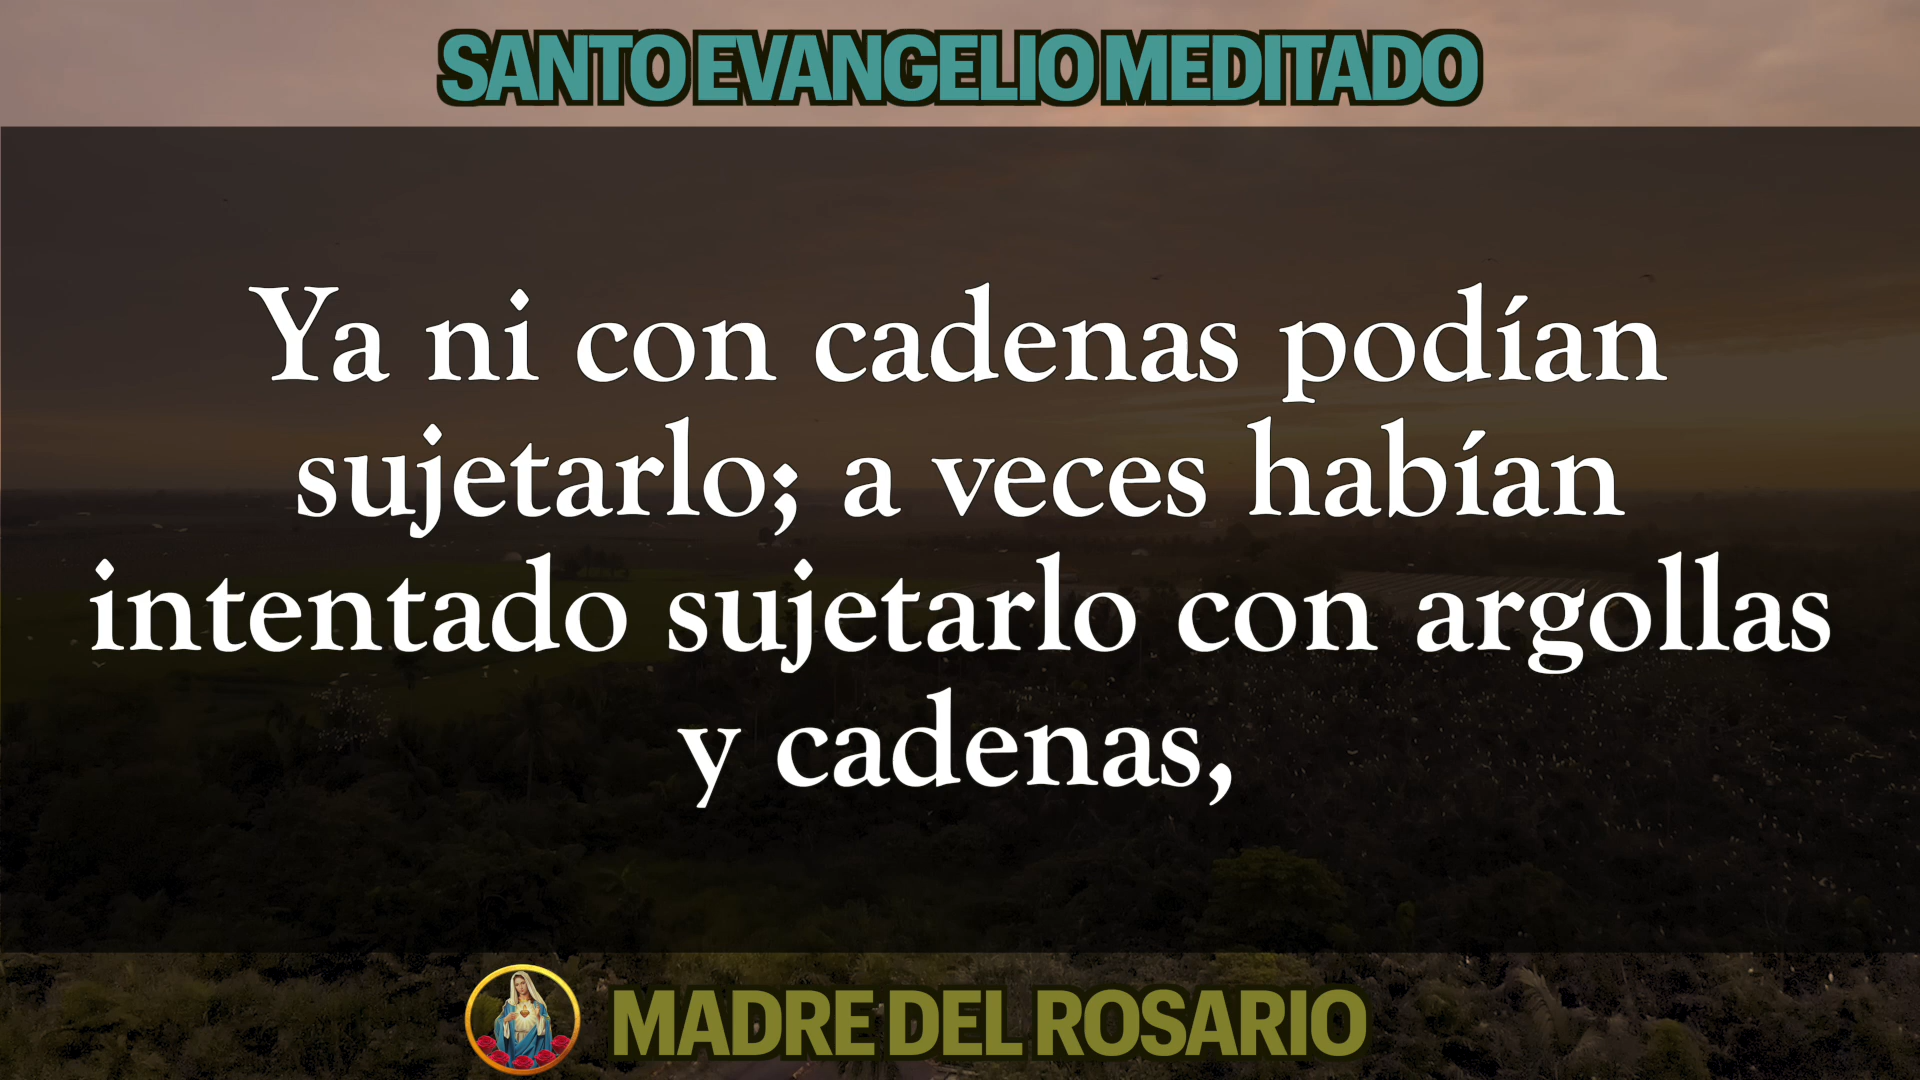 SANTO EVANGELIO MEDITADO
Ya ni con cadenas podían
sujetarlo; a veces habían
intentado sujetarlo con argollas
y cadenas,
MADRE DEL ROSARIO